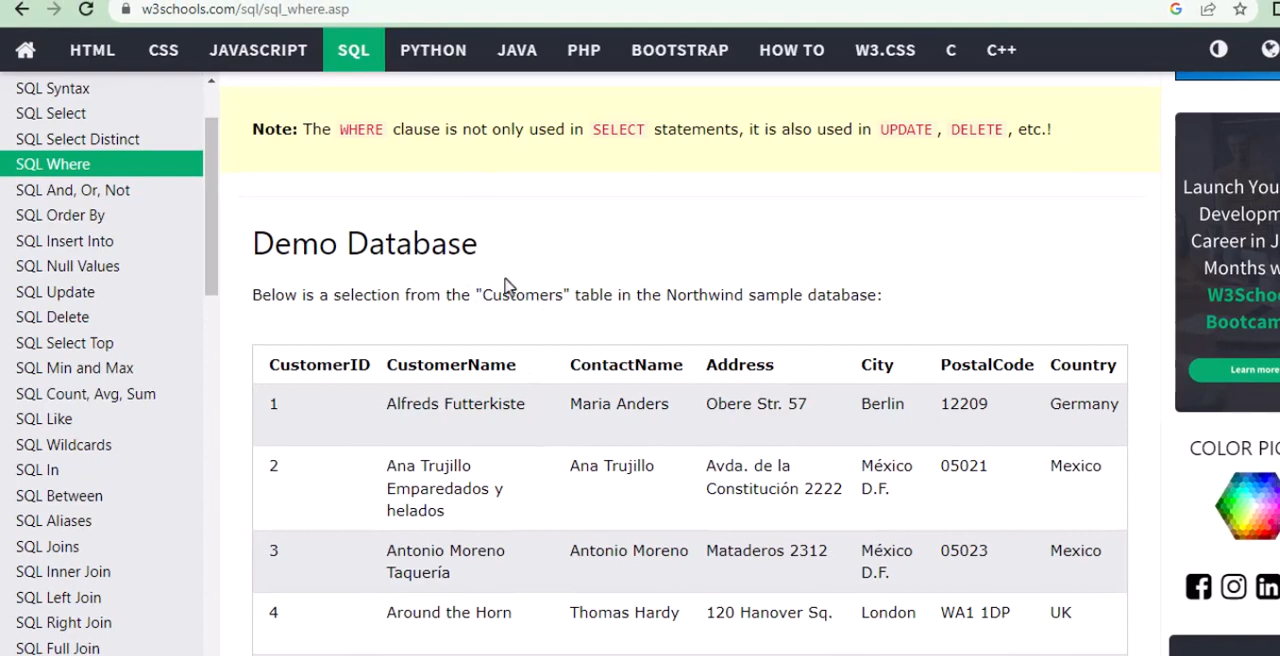 w3schools.com/sql/sql_where.asp
HTML CSS JAVASCRIPT SQL PYTHON JAVA PHP BOOTSTRAP HOW TO W3.CSS C C++
SQL Syntax
SQL Select
SQL Select Distinct
SQL Where
SQL And, Or, Not
SQL Order By
SQL Insert Into
SQL Null Values
SQL Update
SQL Delete
SQL Select Top
SQL Min and Max
SQL Count, Avg, Sum
SQL Like
SQL Wildcards
SQL In
SQL Between
SQL Aliases
SQL Joins
SQL Inner Join
SQL Left Join
SQL Right Join
SQL Full Join
Note: The WHERE clause is not only used in SELECT statements, it is also used in UPDATE, DELETE, etc.!
Demo Database
Below is a selection from the "Customers" table in the Northwind sample database:
CustomerID CustomerName ContactName Address City PostalCode Country
1 Alfreds Futterkiste Maria Anders Obere Str. 57 Berlin 12209 Germany
2 Ana Trujillo Ana Trujillo Avda. de la México 05021 Mexico
Emparedados y Constitución 2222 D.F.
helados
3 Antonio Moreno Antonio Moreno Mataderos 2312 México 05023 Mexico
Taquería D.F.
4 Around the Horn Thomas Hardy 120 Hanover Sq. London WA1 1DP UK
Launch You
Developm
Career in J
Months w
W3Scho
Bootcam
Learn more
COLOR PIC